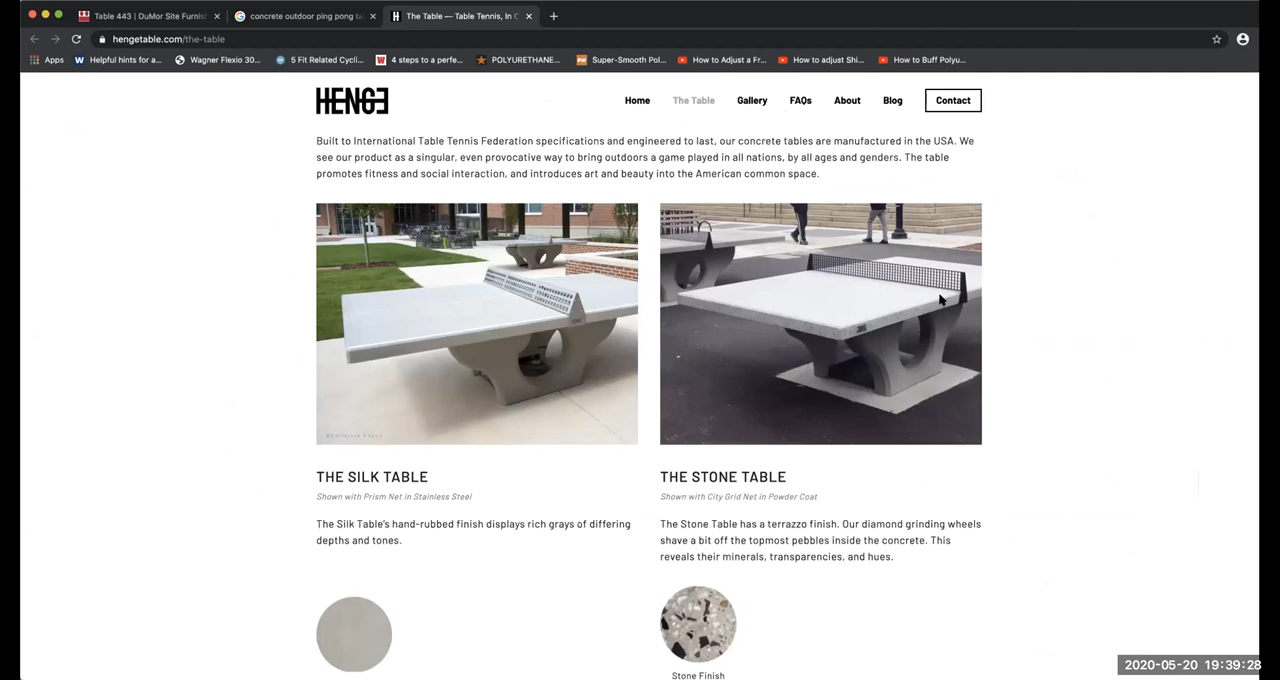 Table 443 | DuMor Site Furnish
concrete outdoor ping pong ta
The Table — Table Tennis, In C
hengetable.com/the-table
Apps
Helpful hints for a...
Wagner Flexio 30...
5 Fit Related Cycli...
4 steps to a perfe...
POLYURETHANE...
Super-Smooth Pol...
How to Adjust a Fr...
How to adjust Shi...
How to Buff Polyu...
HENGE
Home
The Table
Gallery
FAQs
About
Blog
Contact
Built to International Table Tennis Federation specifications and engineered to last, our concrete tables are manufactured in the USA. We
see our product as a singular, even provocative way to bring outdoors a game played in all nations, by all ages and genders. The table
promotes fitness and social interaction, and introduces art and beauty into the American common space.
THE SILK TABLE
Shown with Prism Net in Stainless Steel
The Silk Table's hand-rubbed finish displays rich grays of differing
depths and tones.
THE STONE TABLE
Shown with City Grid Net in Powder Coat
The Stone Table has a terrazzo finish. Our diamond grinding wheels
shave a bit off the topmost pebbles inside the concrete. This
reveals their minerals, transparencies, and hues.
Stone Finish
2020-05-20 19:39:28